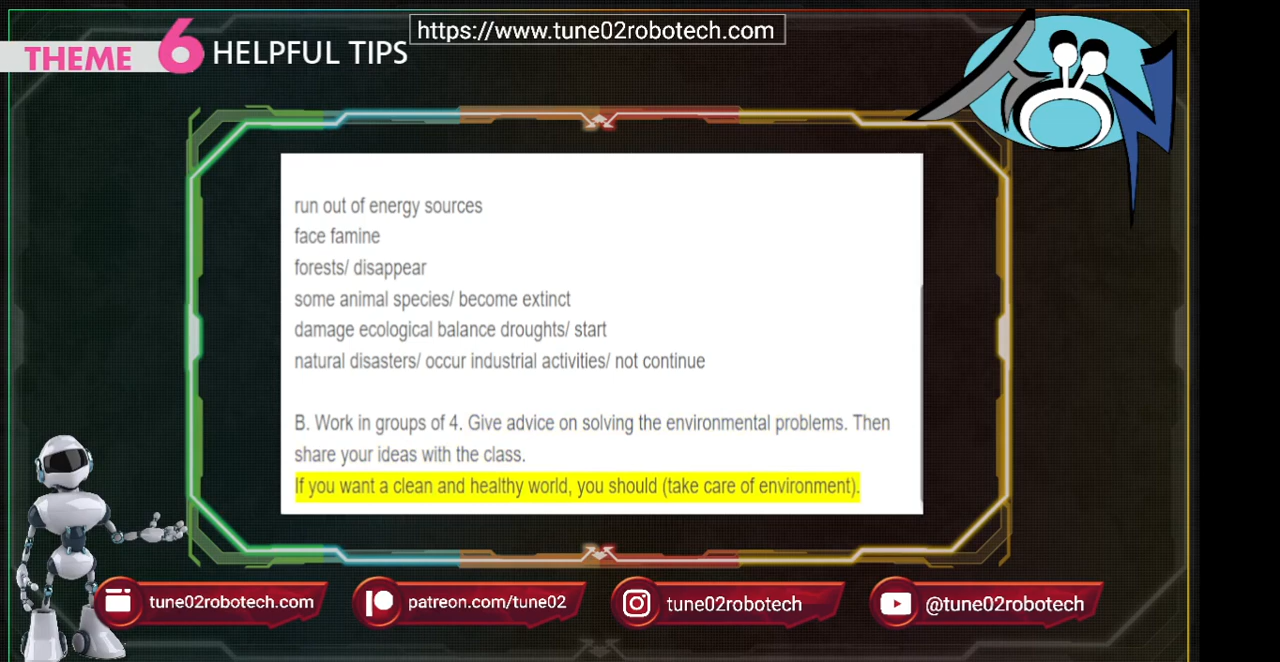 https://www.tune02robotech.com
THEME 6 HELPFUL TIPS
run out of energy sources
face famine
forests/ disappear
some animal species/ become extinct
damage ecological balance droughts/ start
natural disasters/ occur industrial activities/ not continue
B. Work in groups of 4. Give advice on solving the environmental problems. Then
share your ideas with the class.
If you want a clean and healthy world, you should (take care of environment).
tune02robotech.com
patreon.com/tune02
tune02robotech
@tune02robotech